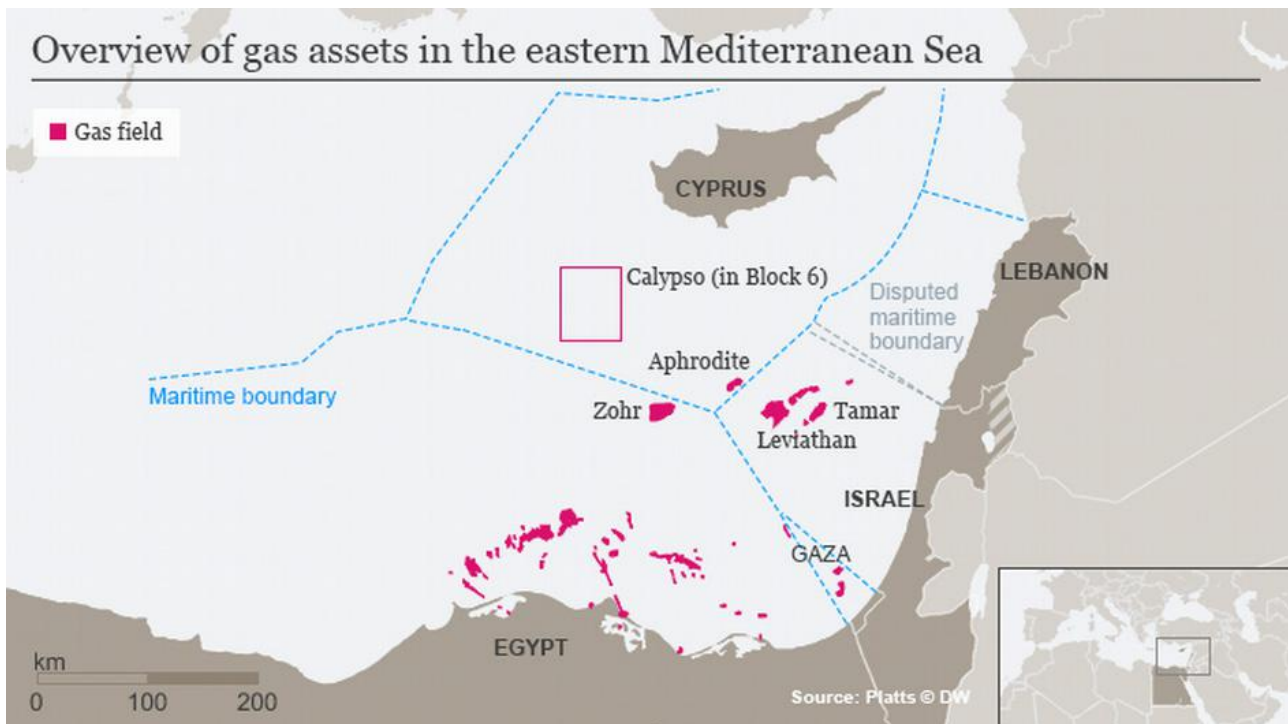 Overview of gas assets in the eastern Mediterranean Sea
Gas field
CYPRUS
Calypso (in Block 6)
LEBANON
Disputed
maritime
boundary
Aphrodite
Maritime boundary
Zohr
Tamar
Leviathan
ISRAEL
GAZA
EGYPT
km
0 100 200
Source: Platts © DW